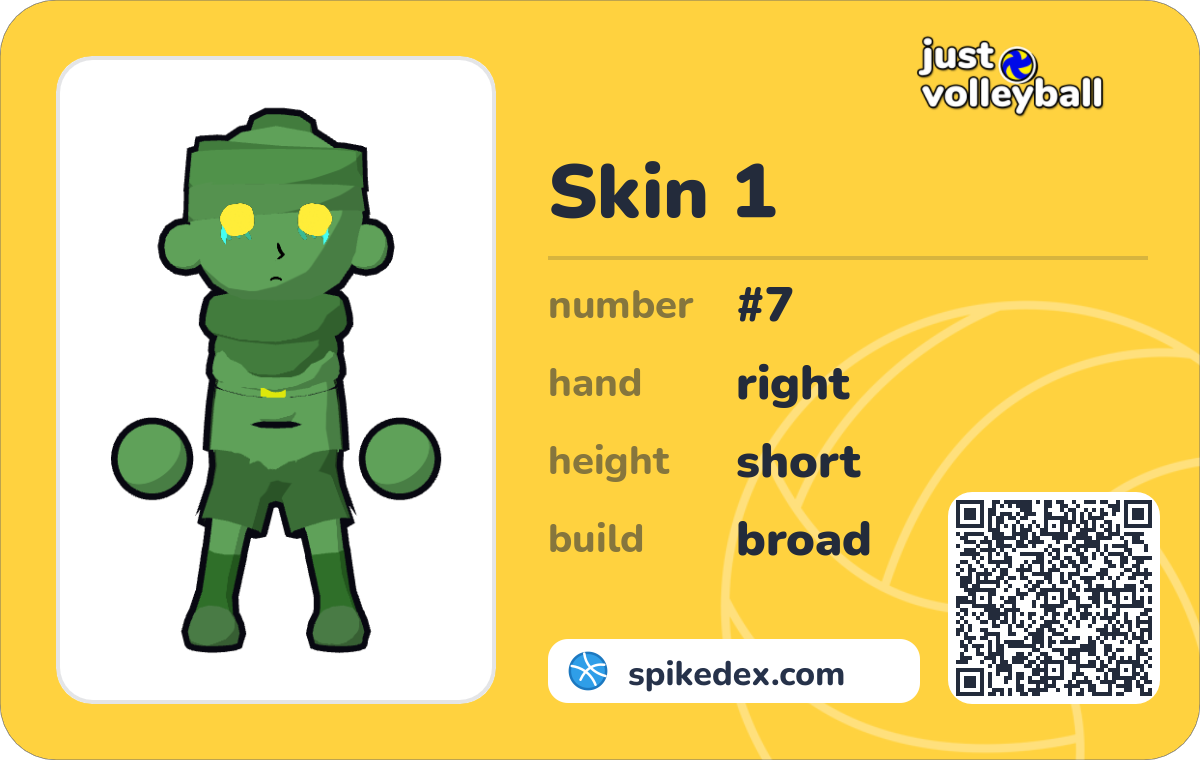 just
volleyball
Skin 1
number #7
hand right
height short
build broad
spikedex.com